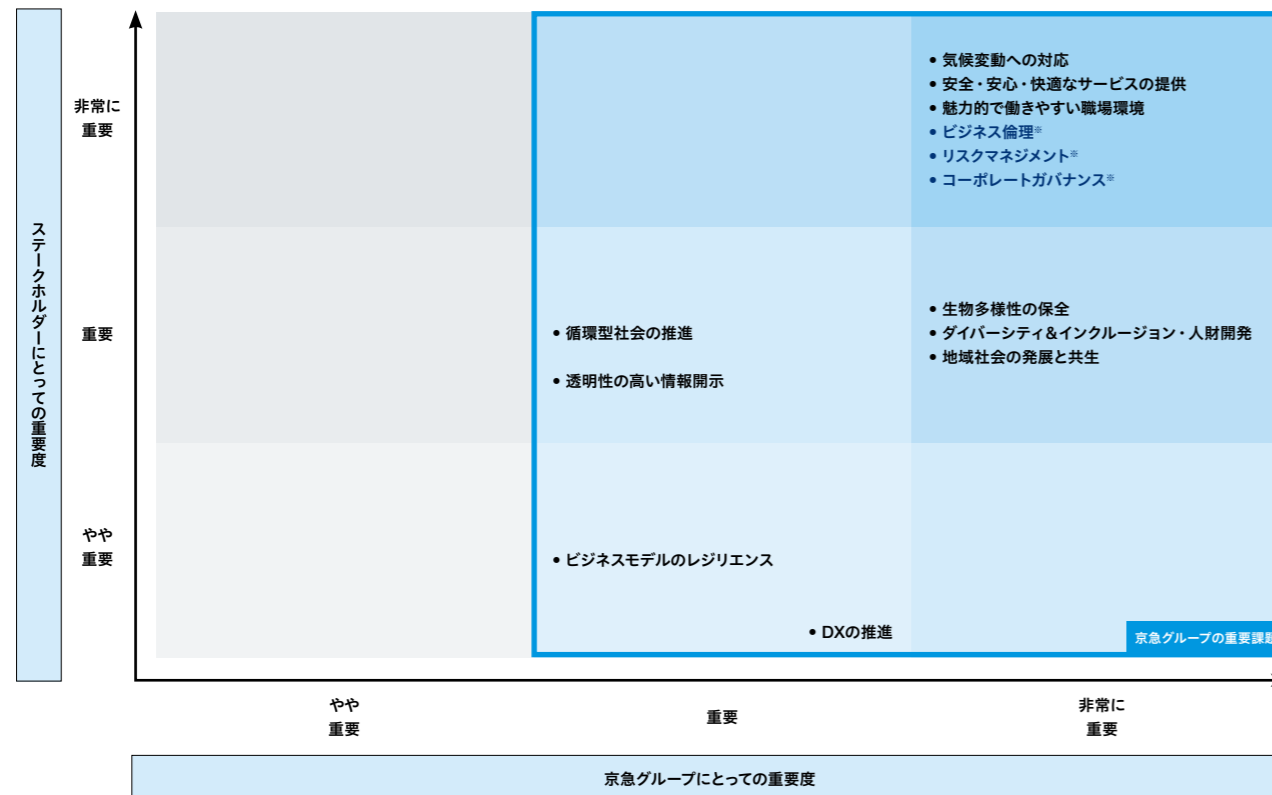 ステークホルダーにとっての重要度
非常に
重要
重要
やや
重要
• 気候変動への対応
• 安全・安心・快適なサービスの提供
• 魅力的で働きやすい職場環境
• ビジネス倫理※
• リスクマネジメント※
• コーポレートガバナンス※
• 循環型社会の推進
• 透明性の高い情報開示
• 生物多様性の保全
• ダイバーシティ&インクルージョン・人財開発
• 地域社会の発展と共生
• ビジネスモデルのレジリエンス
• DXの推進
京急グループの重要課題
やや
重要
重要
非常に
重要
京急グループにとっての重要度